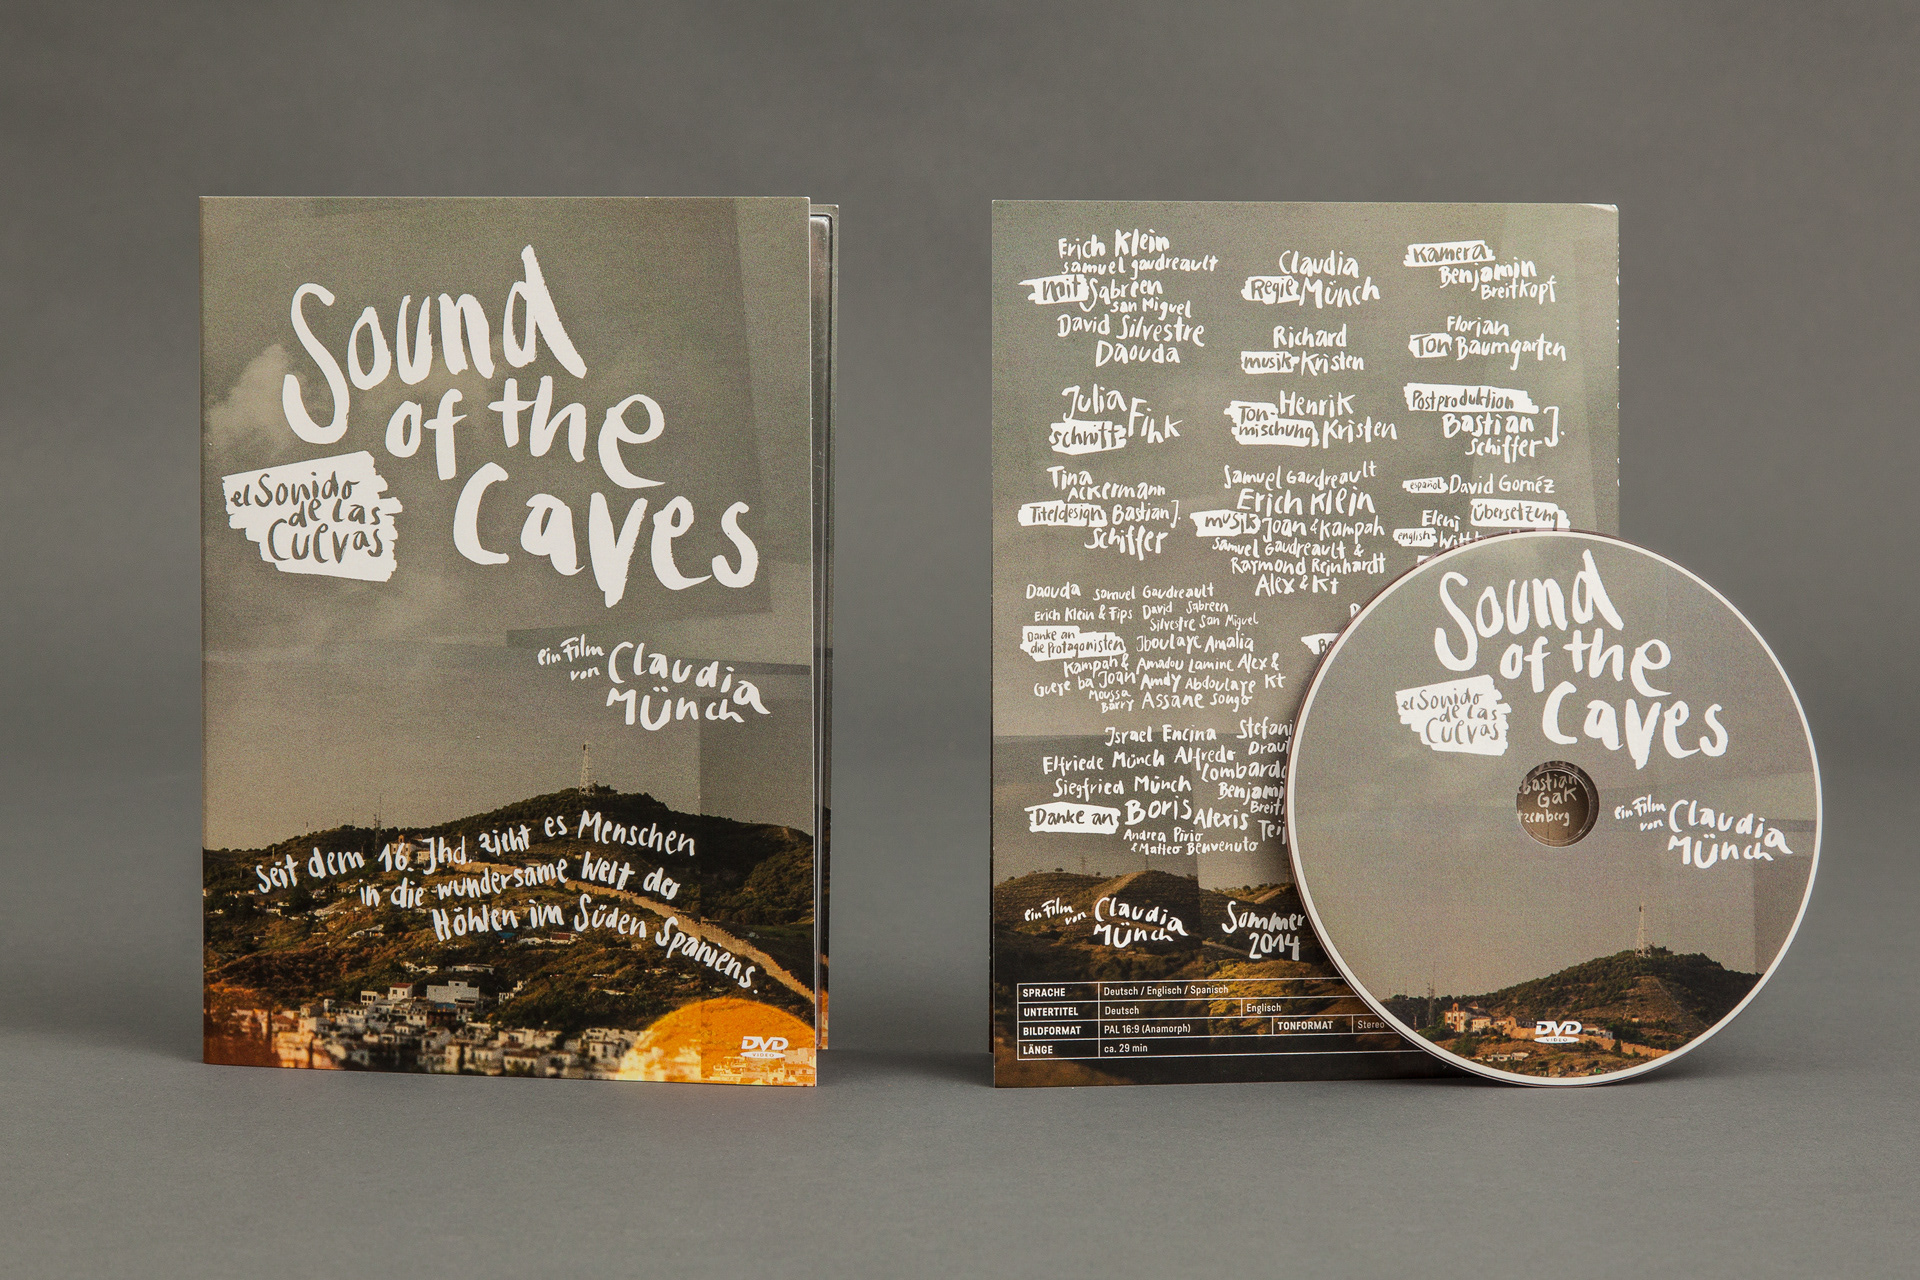 Sound
of the
Caves
el Sonido
de las
Cuevas
ein Film
von Claudia
Münch
Seit dem 16. Jhd. zieht es Menschen
in die wundersame Welt der
Höhlen im Süden Spaniens.
DVD
VIDEO
Erich Klein
Samuel Gaudreault
mit Sabreen
San Miguel
David Silvestre
Daouda
Claudia
Regie Münch
Kamera
Benjamin
Breitkopf
Richard
Musik Kristen
Florian
Ton Baumgarten
Julia
Schnitt Fink
Ton- Henrik
mischung Kristen
Postproduktion
Bastian J.
Schiffer
Tina
Ackermann
Titeldesign Bastian J.
Schiffer
Samuel Gaudreault
Erich Klein
Joan & Kampah
Samuel Gaudreault &
Raymond Reinhardt
Alex & Kt
español David Goméz
Übersetzung
Eleni
english
Daouda Samuel Gaudreault
Erich Klein & Fips David Sabreen
Silvestre San Miguel
Danke an
die Protagonisten Iboulaye Amalia
Kampah & Amadou Lamine Alex &
Gueye ba Joan Amdy Abdoulaye Kt
Moussa
Barry Assane Songo
Israel Encina
Elfriede Münch Alfredo
Lombardo
Siegfried Münch
Danke an Boris Alexis
Andrea Pirio
& Matteo Benvenuto
ein Film
von Claudia
Münch
Sommer
2014
SPRACHE Deutsch / Englisch / Spanisch
UNTERTITEL Deutsch Englisch
BILDFORMAT PAL 16:9 (Anamorph) TONFORMAT Stereo
LÄNGE ca. 29 min
Sound
of the
Caves
el Sonido
de las
Cuevas
ein Film
von Claudia
Münch
DVD
VIDEO